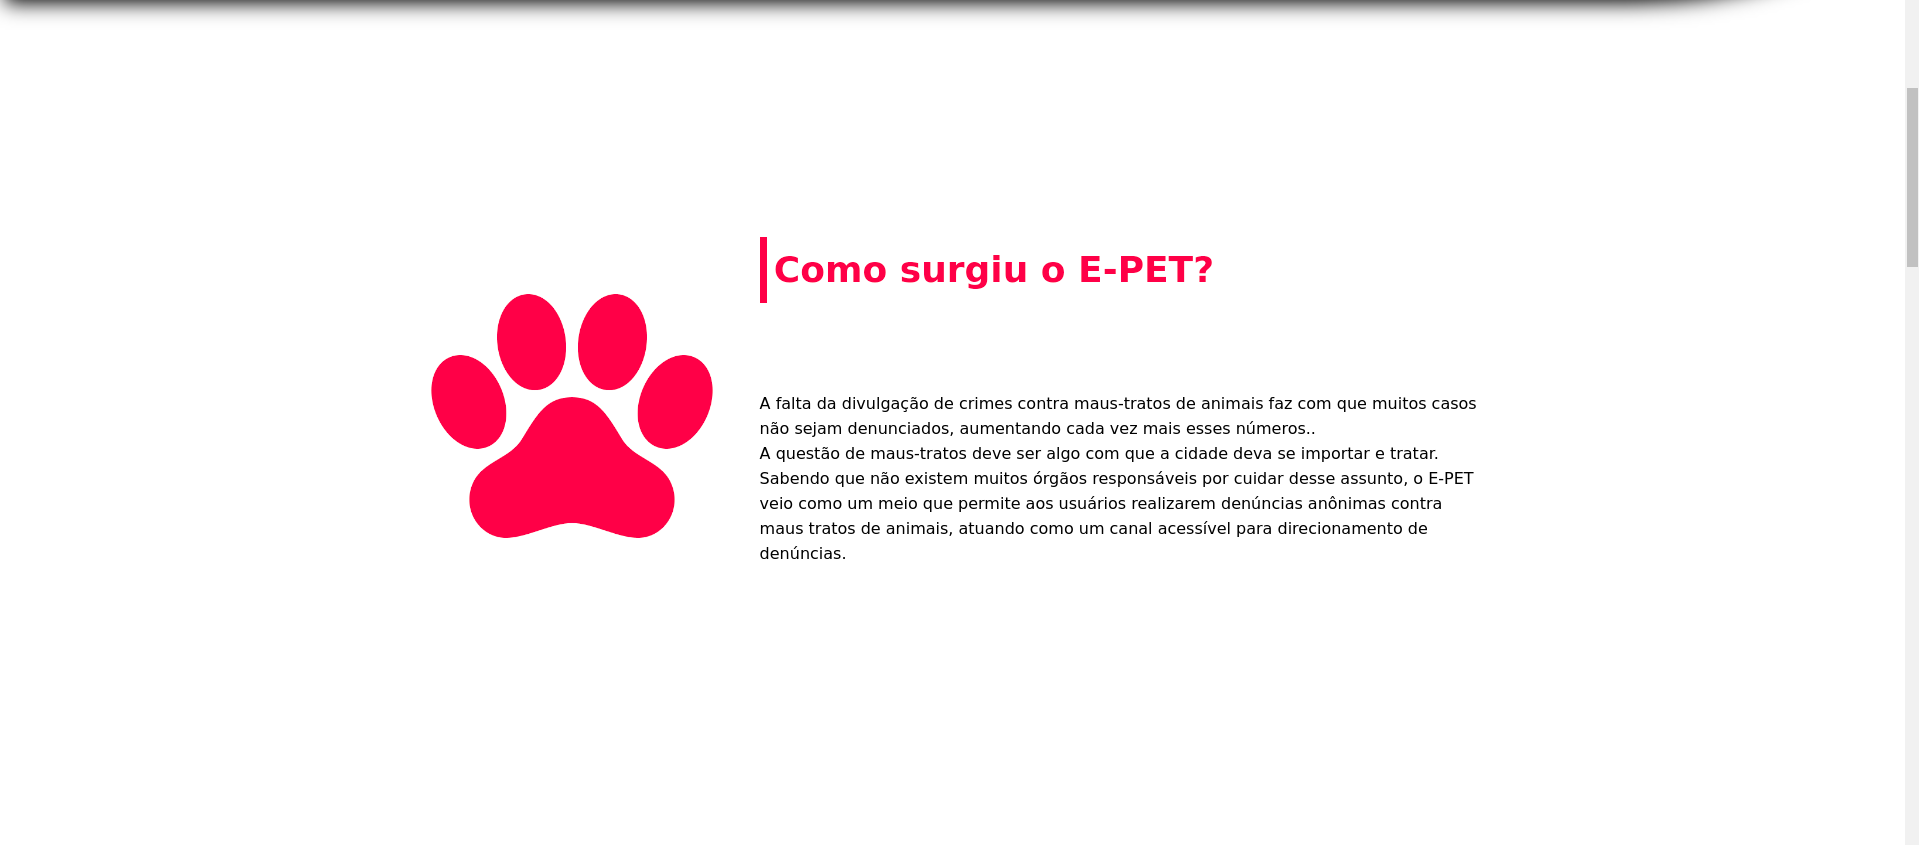 Como surgiu o E-PET?
A falta da divulgação de crimes contra maus-tratos de animais faz com que muitos casos
não sejam denunciados, aumentando cada vez mais esses números..
A questão de maus-tratos deve ser algo com que a cidade deva se importar e tratar.
Sabendo que não existem muitos órgãos responsáveis por cuidar desse assunto, o E-PET
veio como um meio que permite aos usuários realizarem denúncias anônimas contra
maus tratos de animais, atuando como um canal acessível para direcionamento de
denúncias.